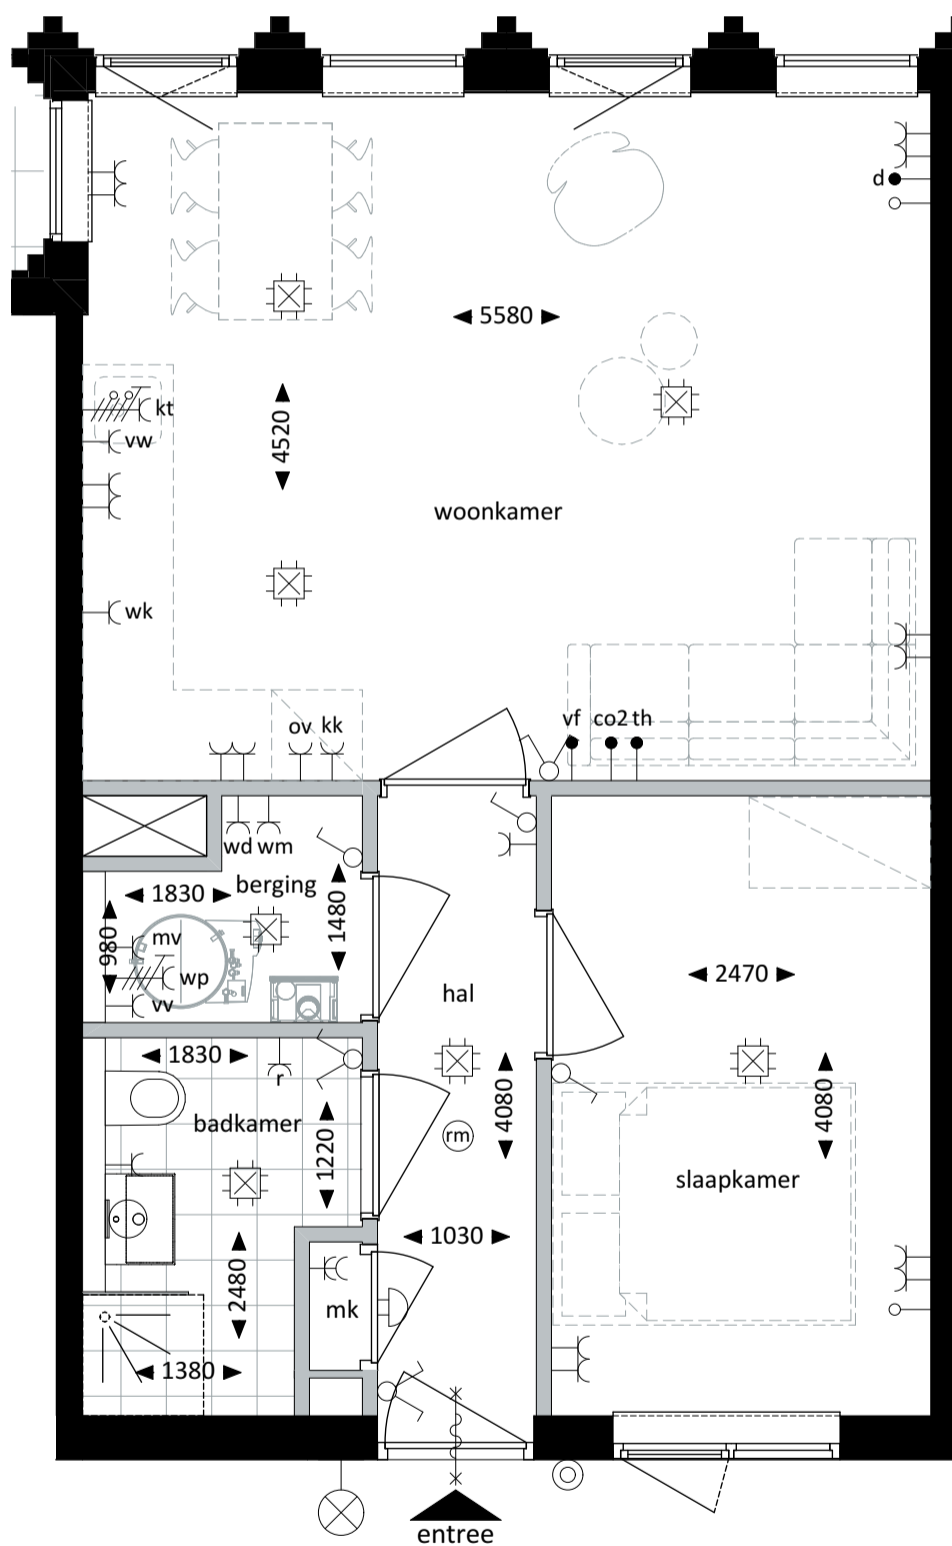 d
5580
kt
vw
4520
woonkamer
wk
ov kk
vf co2 th
wd wm
berging
1830
1480
980
mv
wp
vv
hal
2470
1830
r
badkamer
1220
4080
4080
rm
slaapkamer
1030
2480
mk
1380
entree